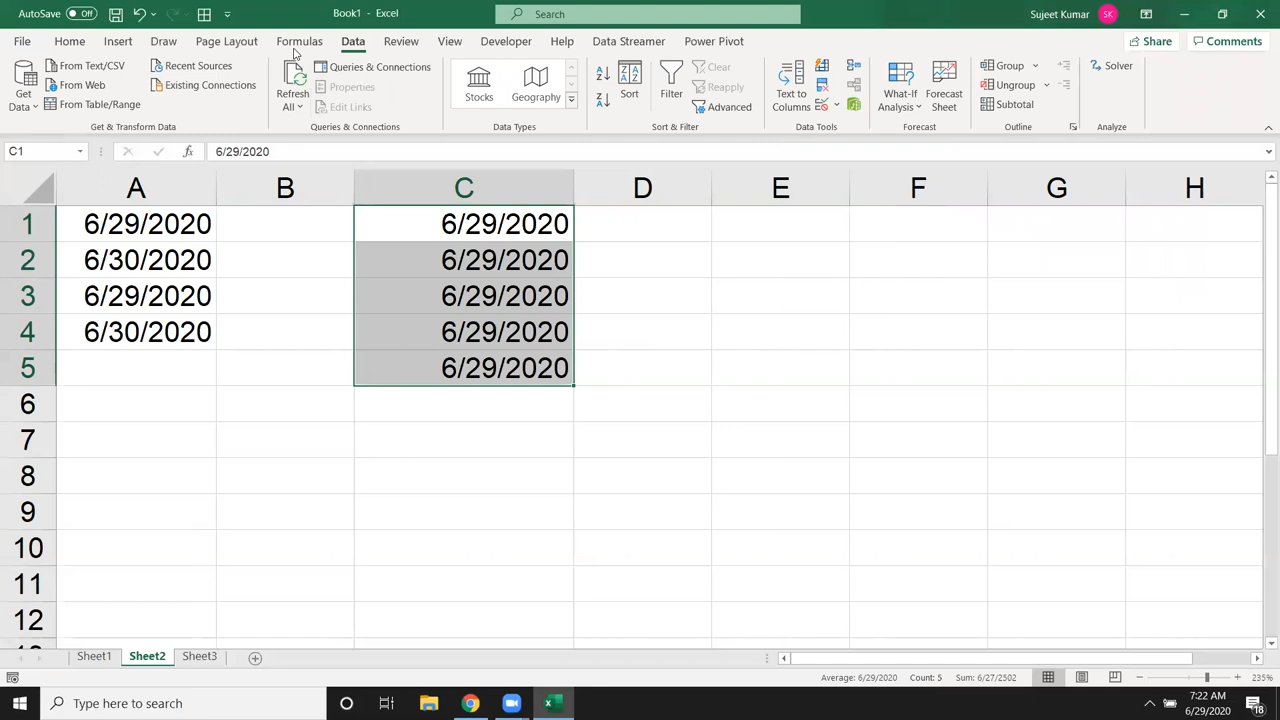 AutoSave Off Book1 - Excel Search Sujeet Kumar SK
File Home Insert Draw Page Layout Formulas Data Review View Developer Help Data Streamer Power Pivot Share Comments
Get Data
From Text/CSV
From Web
From Table/Range
Recent Sources
Existing Connections
Get & Transform Data
Refresh All
Queries & Connections
Properties
Edit Links
Queries & Connections
Stocks
Geography
Data Types
Sort
Filter
Clear
Reapply
Advanced
Sort & Filter
Text to Columns
Data Tools
What-If Analysis
Forecast Sheet
Forecast
Group
Ungroup
Subtotal
Outline
Solver
Analyze
C1 fx 6/29/2020
A B C D E F G H
1 6/29/2020 6/29/2020
2 6/30/2020 6/29/2020
3 6/29/2020 6/29/2020
4 6/30/2020 6/29/2020
5 6/29/2020
6
7
8
9
10
11
12
Sheet1 Sheet2 Sheet3
Average: 6/29/2020 Count: 5 Sum: 6/27/2502 235%
Type here to search
7:22 AM
6/29/2020
18